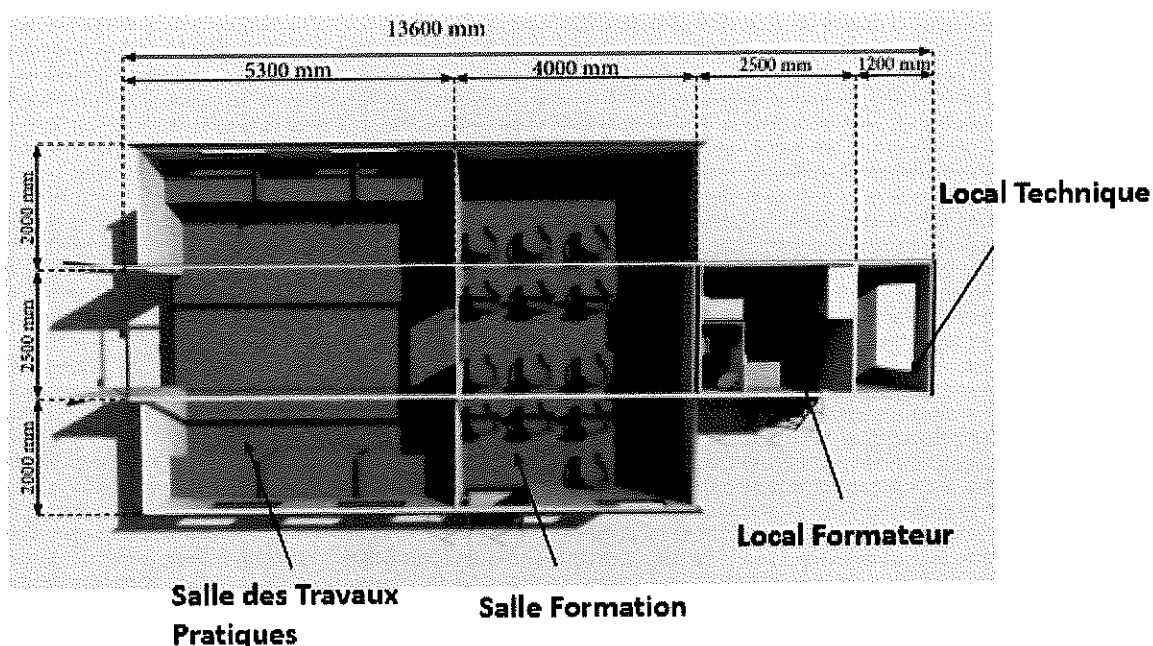 13600 mm
5300 mm
4000 mm
2500 mm
1200 mm
2000 mm
2500 mm
2000 mm
Local Technique
Local Formateur
Salle des Travaux
Pratiques
Salle Formation